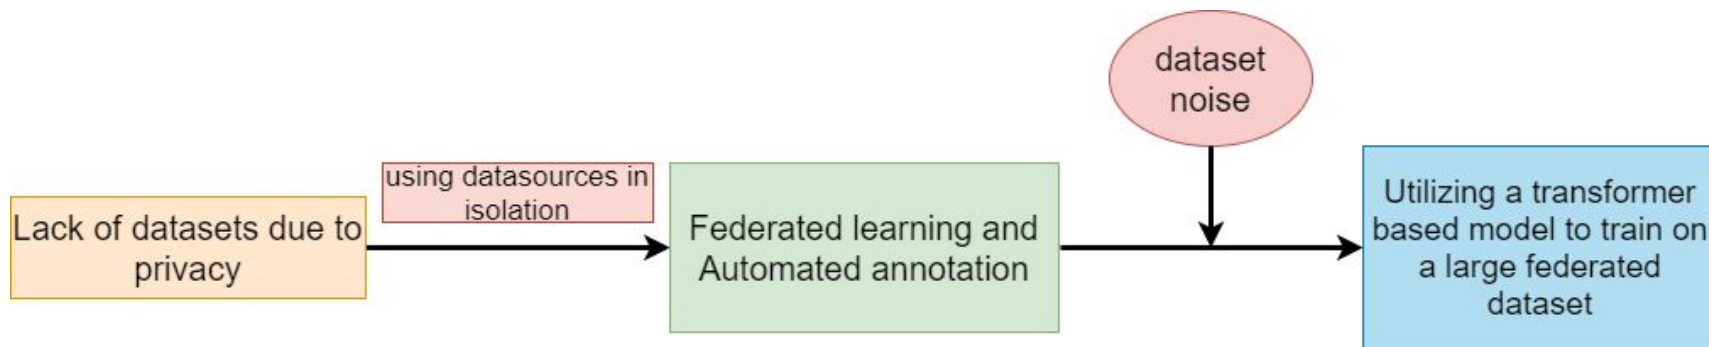 dataset
noise
using datasources in
isolation
Lack of datasets due to
privacy
Federated learning and
Automated annotation
Utilizing a transformer
based model to train on
a large federated
dataset